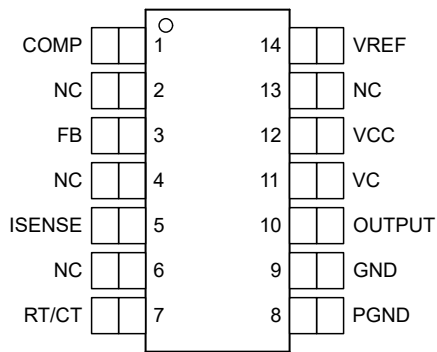 COMP 1 14 VREF
NC 2 13 NC
FB 3 12 VCC
NC 4 11 VC
ISENSE 5 10 OUTPUT
NC 6 9 GND
RT/CT 7 8 PGND